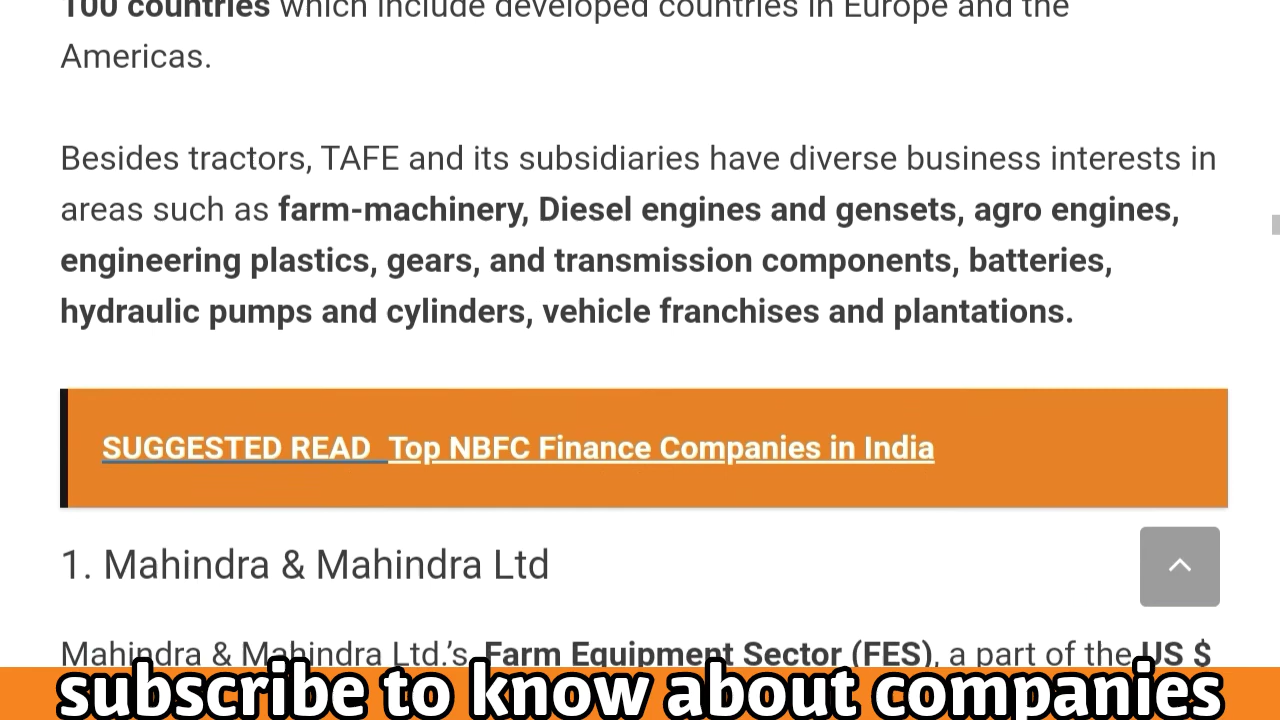 100 countries which include developed countries in Europe and the
Americas.
Besides tractors, TAFE and its subsidiaries have diverse business interests in
areas such as farm-machinery, Diesel engines and gensets, agro engines,
engineering plastics, gears, and transmission components, batteries,
hydraulic pumps and cylinders, vehicle franchises and plantations.
SUGGESTED READ Top NBFC Finance Companies in India
1. Mahindra & Mahindra Ltd
Mahindra & Mahindra Ltd.'s Farm Equipment Sector (FES), a part of the US $
subscribe to know about companies